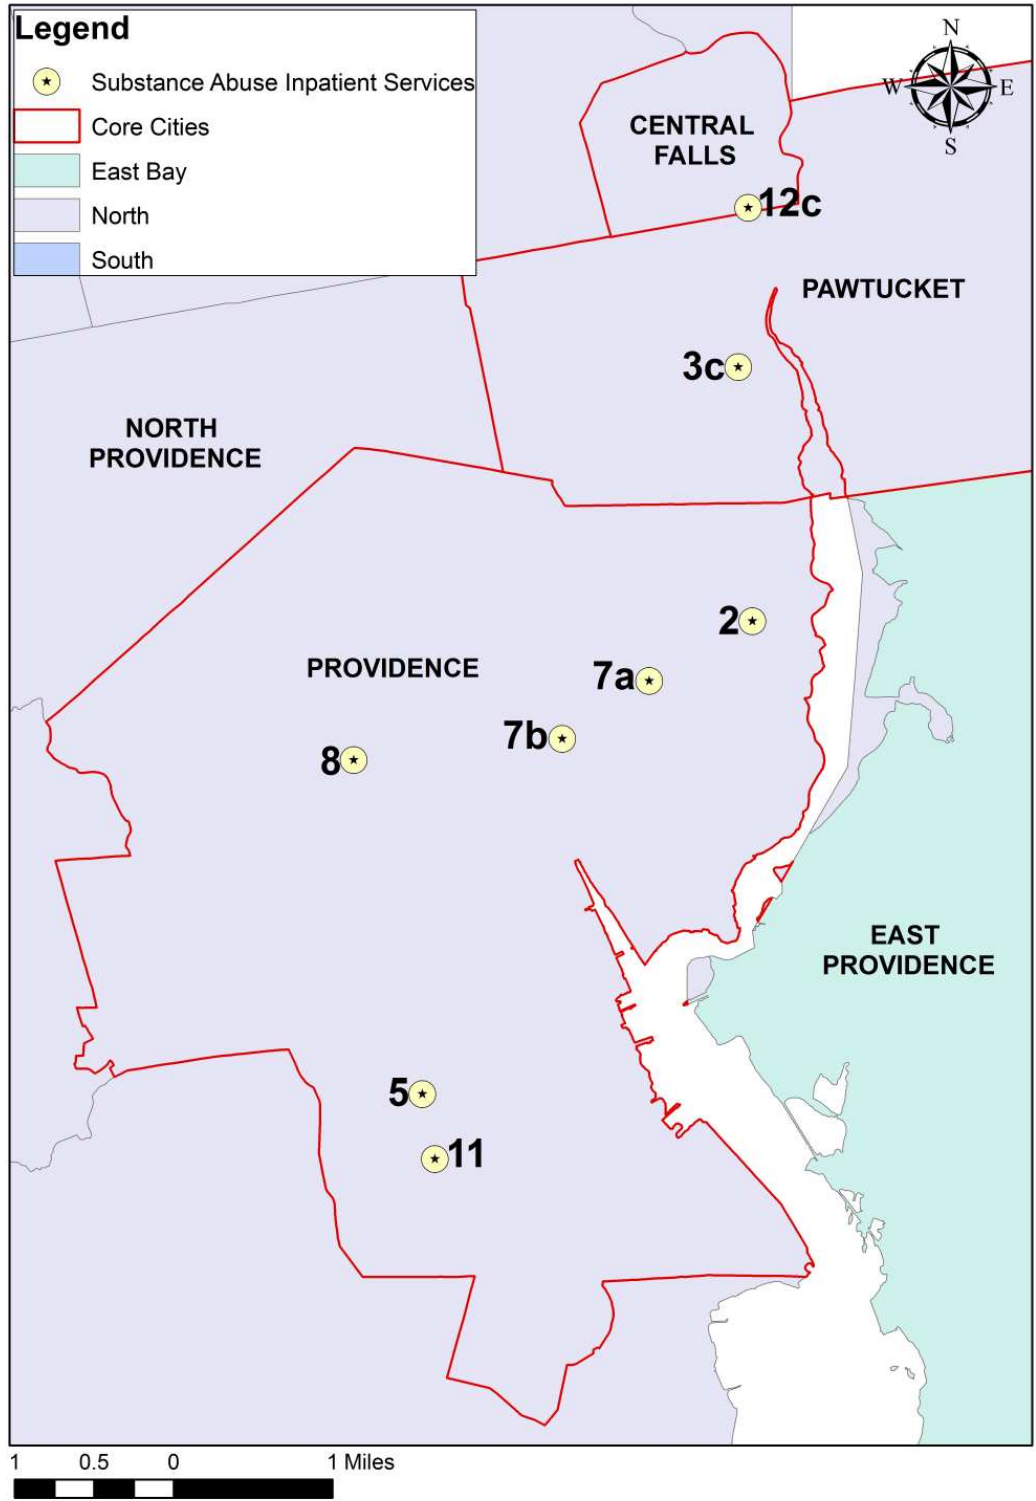 Legend
Substance Abuse Inpatient Services
Core Cities
East Bay
North
South
N
W
E
S
CENTRAL
FALLS
12c
PAWTUCKET
3c
NORTH
PROVIDENCE
2
PROVIDENCE
7a
7b
8
EAST
PROVIDENCE
5
11
1 0.5 0 1 Miles